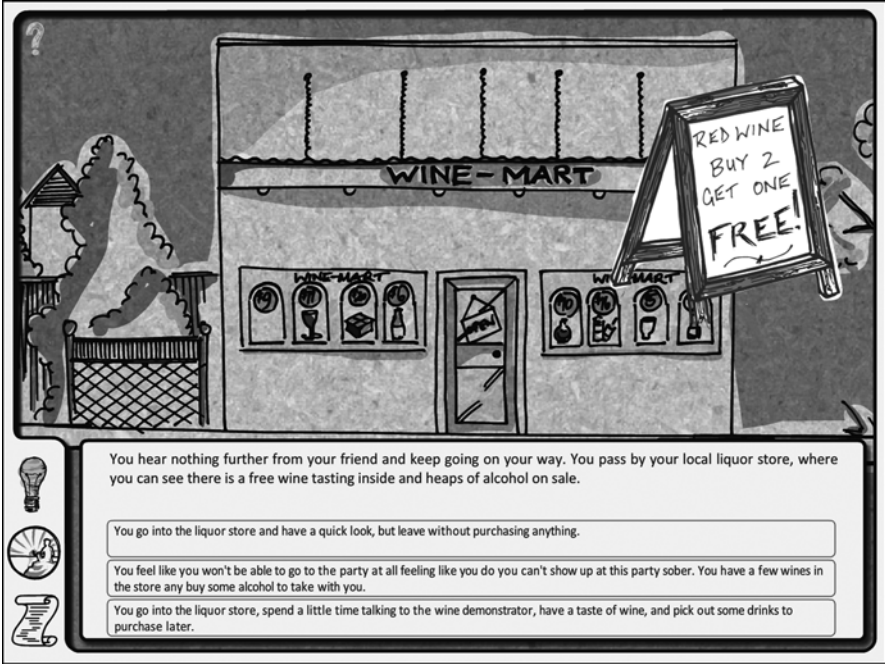 ?
WINE-MART
RED WINE
BUY 2
GET ONE
FREE!
WINE-MART
$9
OPEN
You hear nothing further from your friend and keep going on your way. You pass by your local liquor store, where
you can see there is a free wine tasting inside and heaps of alcohol on sale.
You go into the liquor store and have a quick look, but leave without purchasing anything.
You feel like you won't be able to go to the party at all feeling like you do you can't show up at this party sober. You have a few wines in
the store any buy some alcohol to take with you.
You go into the liquor store, spend a little time talking to the wine demonstrator, have a taste of wine, and pick out some drinks to
purchase later.